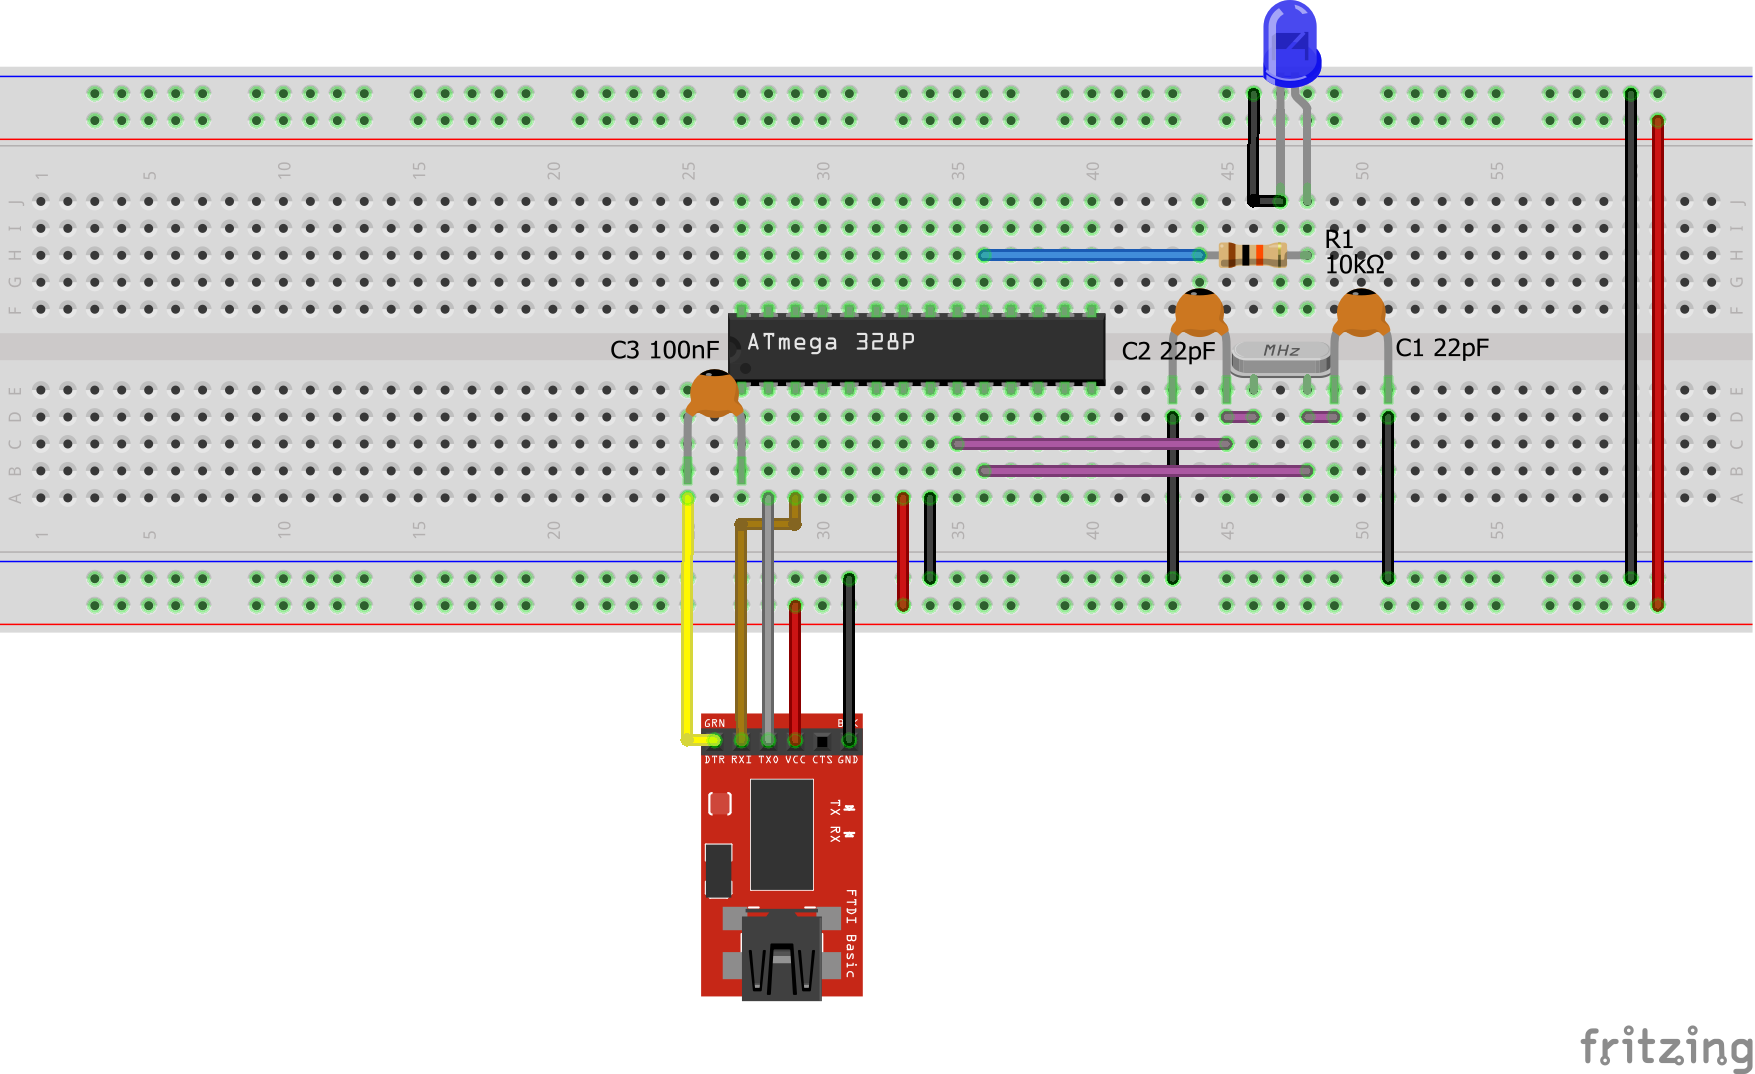 1 5 10 15 20 25 30 35 40 45 50 55
J J
I I
H H
G G
F F
R1
10kΩ
ATmega 328P
C3 100nF
C2 22pF
MHz
C1 22pF
E E
D D
C C
B B
A A
1 5 10 15 20 30 35 40 45 50 55
GRN
DTR RXI TXO VCC CTS GND
TX RX
FTDI Basic
fritzing